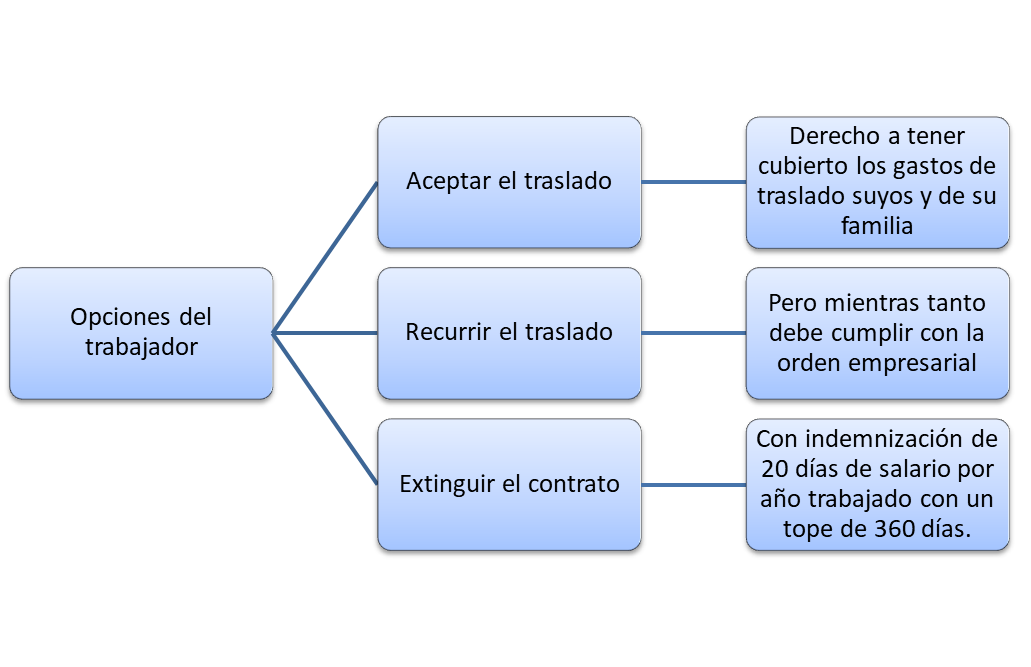 Opciones del
trabajador
Aceptar el traslado
Derecho a tener
cubierto los gastos de
traslado suyos y de su
familia
Recurrir el traslado
Pero mientras tanto
debe cumplir con la
orden empresarial
Extinguir el contrato
Con indemnización de
20 días de salario por
año trabajado con un
tope de 360 días.